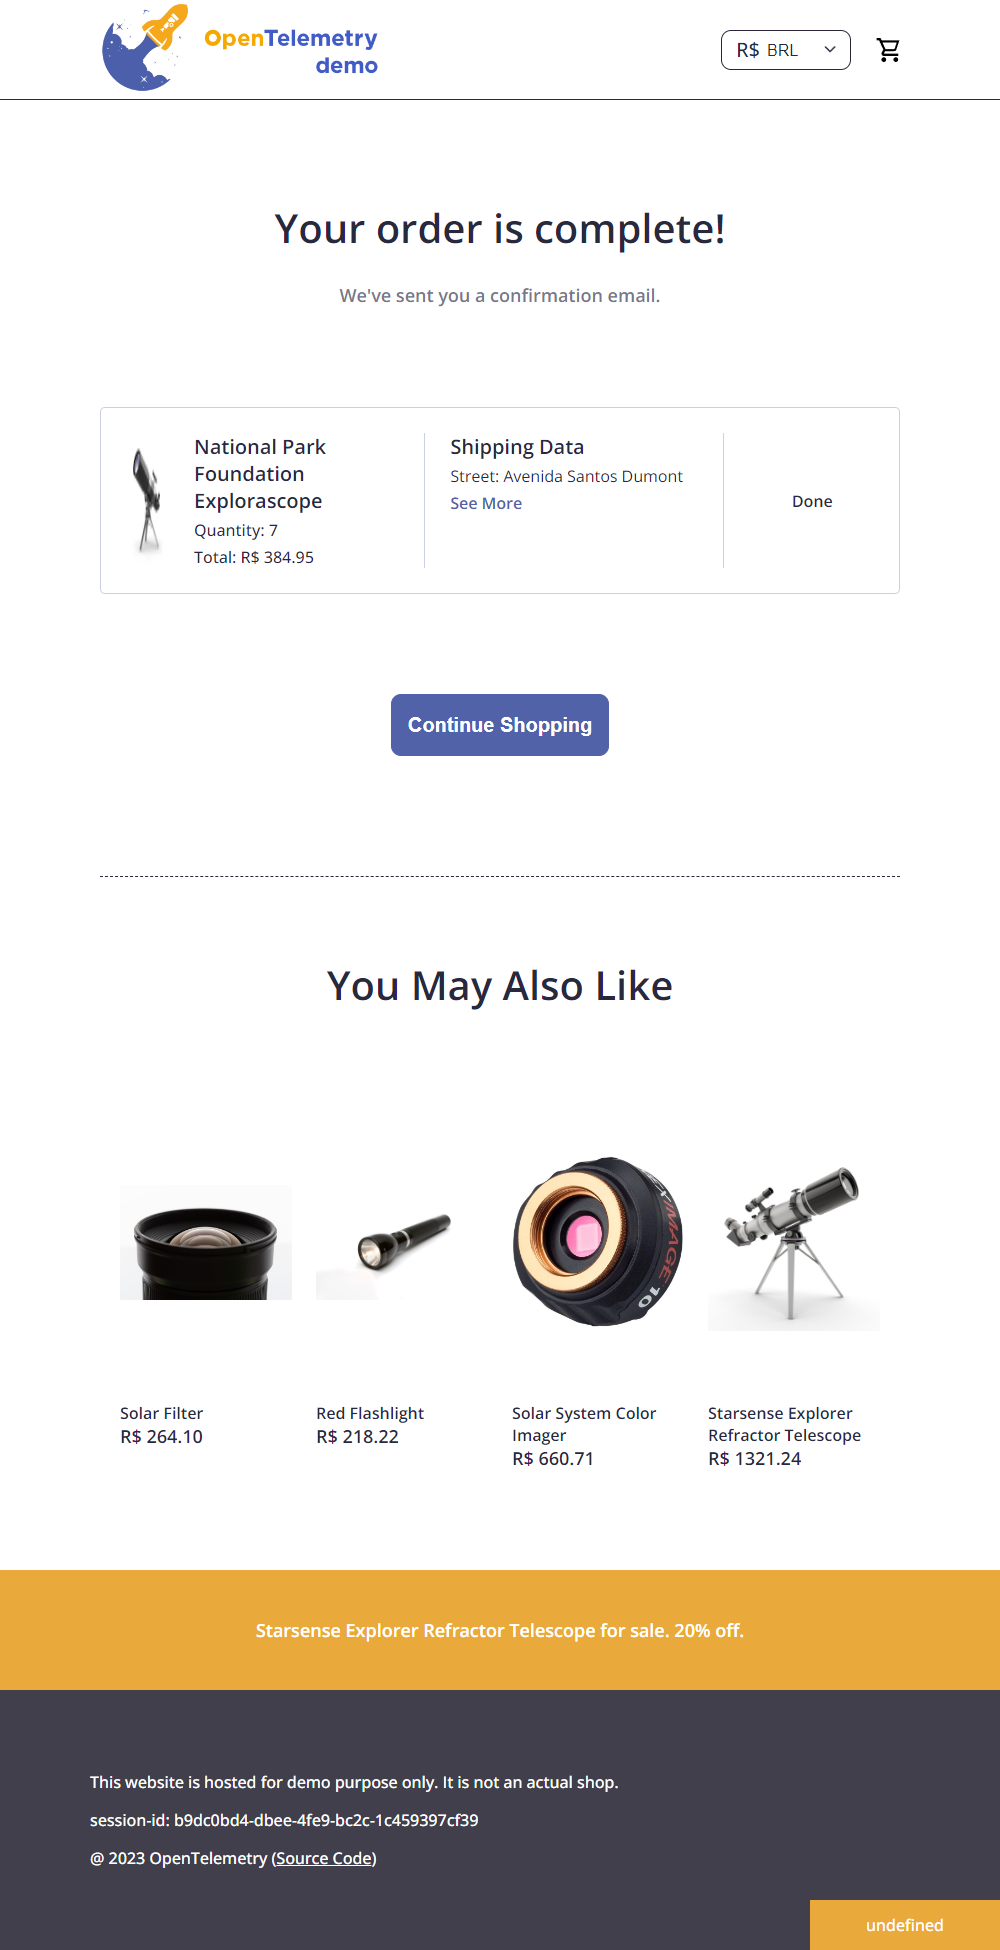 OpenTelemetry
demo
R$ BRL
Your order is complete!
We've sent you a confirmation email.
National Park
Foundation
Explorascope
Quantity: 7
Total: R$ 384.95
Shipping Data
Street: Avenida Santos Dumont
See More
Done
Continue Shopping
You May Also Like
IMAGE 10
Solar Filter
R$ 264.10
Red Flashlight
R$ 218.22
Solar System Color
Imager
R$ 660.71
Starsense Explorer
Refractor Telescope
R$ 1321.24
Starsense Explorer Refractor Telescope for sale. 20% off.
This website is hosted for demo purpose only. It is not an actual shop.
session-id: b9dc0bd4-dbee-4fe9-bc2c-1c459397cf39
@ 2023 OpenTelemetry (Source Code)
undefined